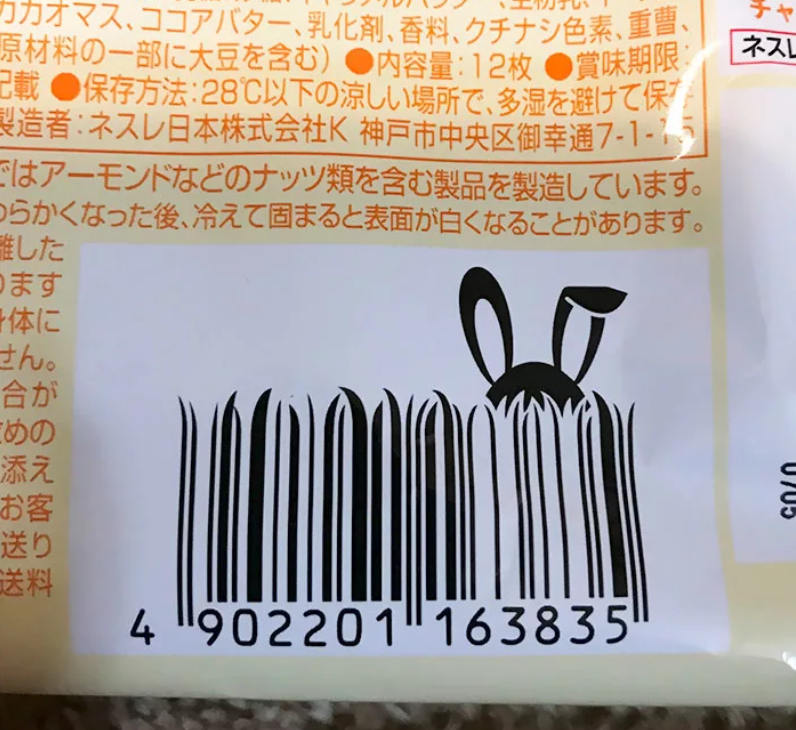 カカオマス、ココアバター、乳化剤、香料、クチナシ色素、重曹、
原材料の一部に大豆を含む) ●内容量:12枚 ●賞味期限:
記載 ●保存方法:28℃以下の涼しい場所で、多湿を避けて保存
製造者:ネスレ日本株式会社K 神戸市中央区御幸通7-1-15
ではアーモンドなどのナッツ類を含む製品を製造しています。
わらかくなった後、冷えて固まると表面が白くなることがあります。
離した
ります
身体に
せん。
合が
ための
添え
お客
送り
送料
4 902201 163835
チャ
ネスレ
0705